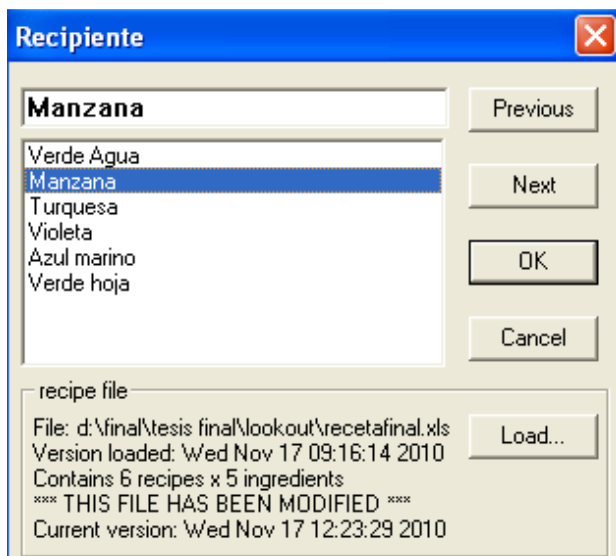 Recipiente
Manzana
Previous
Verde Agua
Manzana
Turquesa
Violeta
Azul marino
Verde hoja
Next
OK
Cancel
recipe file
File: d:\final\tesis final\lookout\recetafinal.xls
Version loaded: Wed Nov 17 09:16:14 2010
Contains 6 recipes x 5 ingredients
*** THIS FILE HAS BEEN MODIFIED ***
Current version: Wed Nov 17 12:23:29 2010
Load...